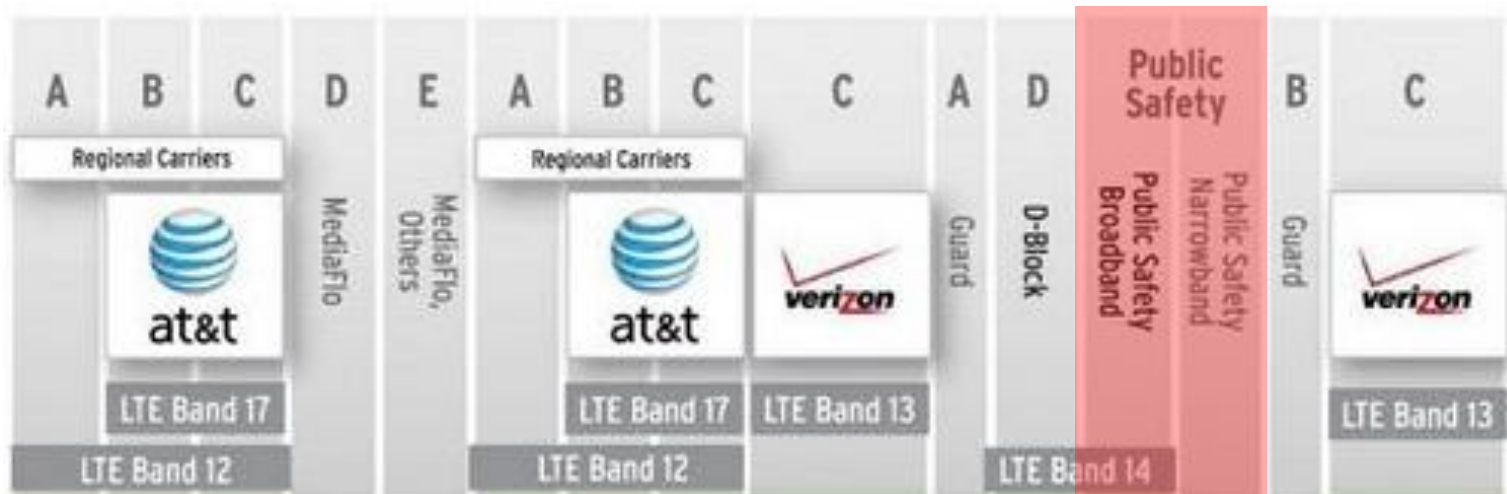 A B C D E A B C C A D Public Safety B C
Regional Carriers
Regional Carriers
at&t
MediaFlo
MediaFlo,
Others
at&t
verizon
Guard
D-Block
Public Safety
Broadband
Public Safety
Narrowband
Guard
verizon
LTE Band 17
LTE Band 17
LTE Band 13
LTE Band 13
LTE Band 12
LTE Band 12
LTE Band 14